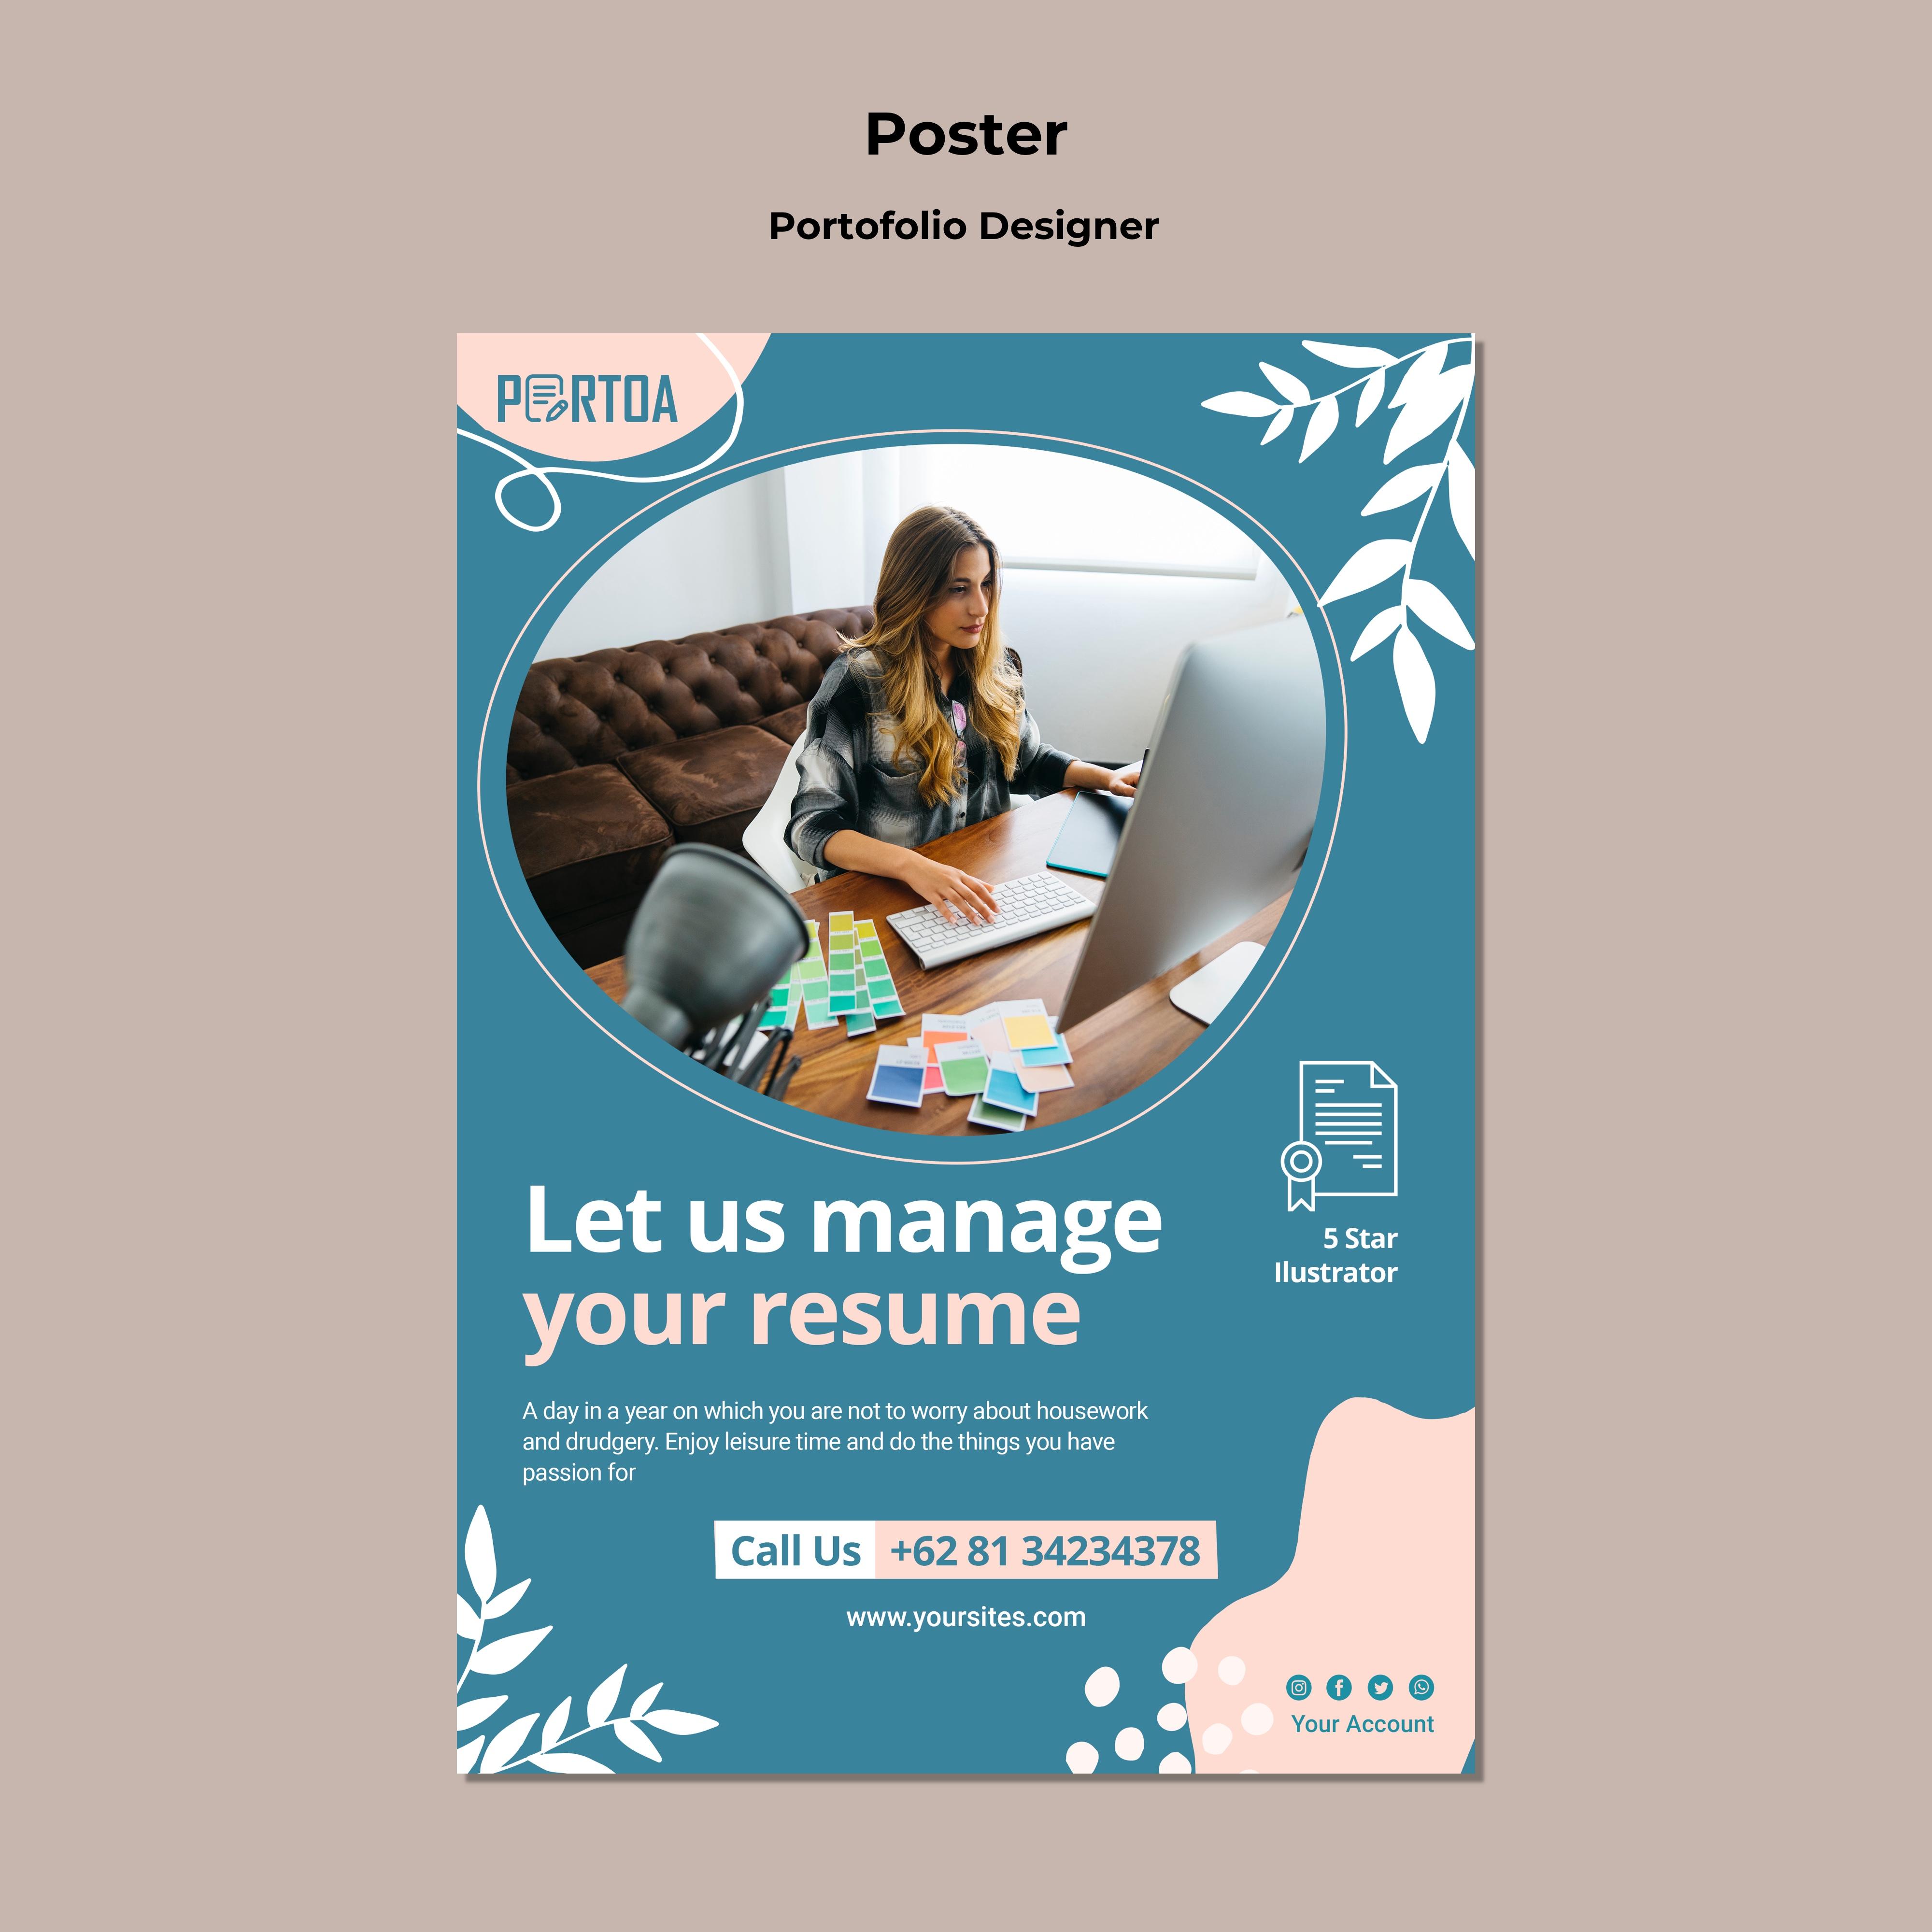 Poster
Portofolio Designer
PORTOA
Let us manage
your resume
5 Star
Ilustrator
A day in a year on which you are not to worry about housework
and drudgery. Enjoy leisure time and do the things you have
passion for
Call Us +62 81 34234378
www.yoursites.com
Your Account